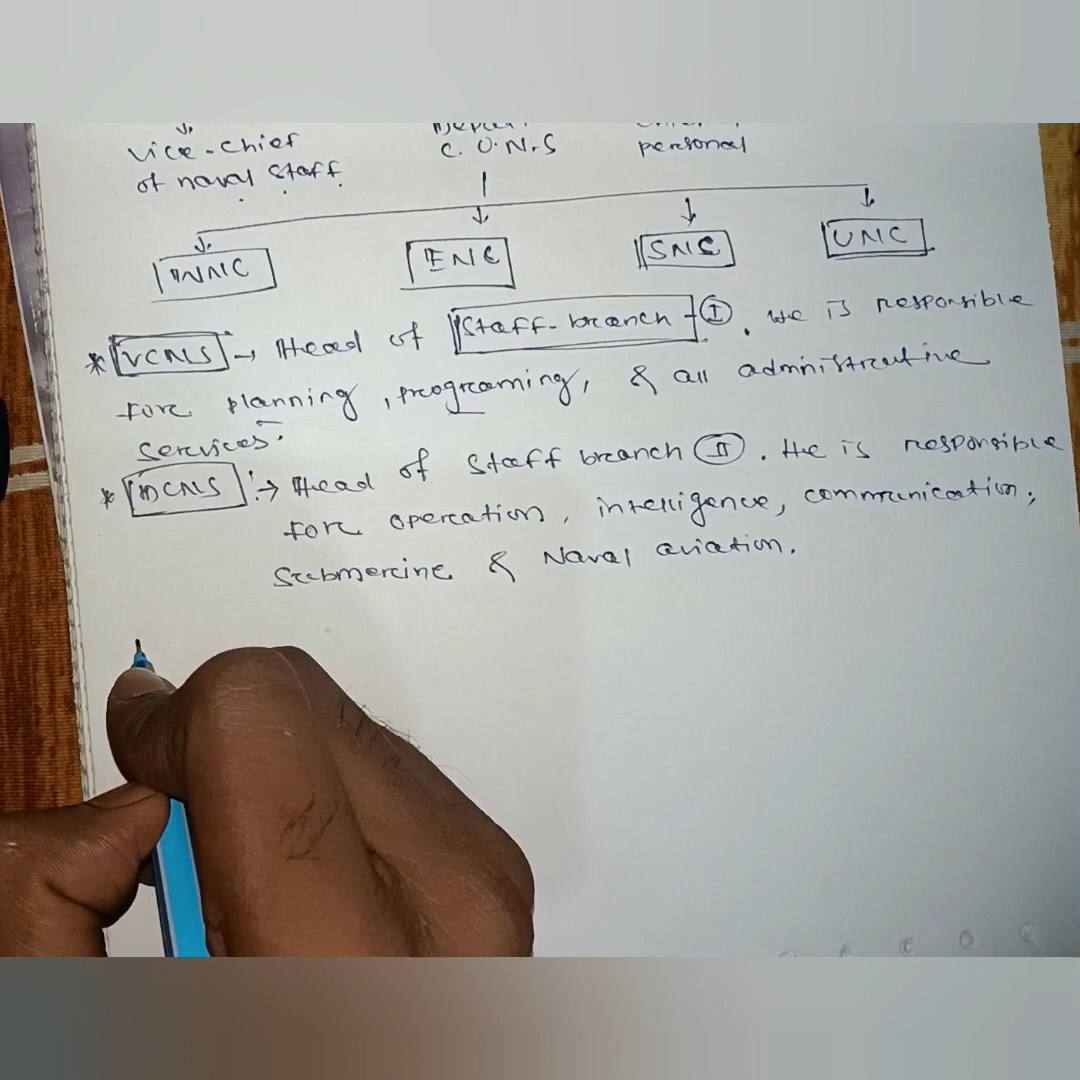 Vice-chief
C.O.N.S
personal
of naval staff.
WNC
ENC
SNC
UNC
* VCNS → Head of Staff-branch-I. He is responsible
for planning, programing, & all administrative
services.
* DCNS :→ Head of Staff branch II. He is responsible
for operation, intelligence, communication,
submerine & Naval aviation.